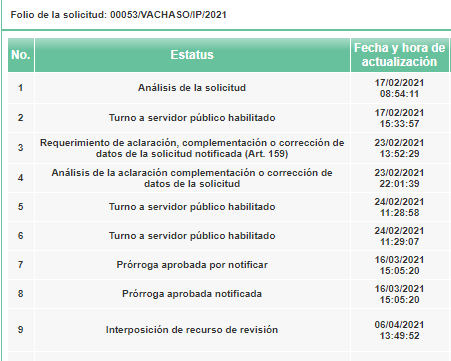 Folio de la solicitud: 00053/VACHASO/IP/2021
No. Estatus Fecha y hora de
actualización
1 Análisis de la solicitud 17/02/2021
08:54:11
2 Turno a servidor público habilitado 17/02/2021
15:33:57
3 Requerimiento de aclaración, complementación o corrección de
datos de la solicitud notificada (Art. 159) 23/02/2021
13:52:29
4 Análisis de la aclaración complementación o corrección de
datos de la solicitud 23/02/2021
22:01:39
5 Turno a servidor público habilitado 24/02/2021
11:28:58
6 Turno a servidor público habilitado 24/02/2021
11:29:07
7 Prórroga aprobada por notificar 16/03/2021
15:05:20
8 Prórroga aprobada notificada 16/03/2021
15:05:20
9 Interposición de recurso de revisión 06/04/2021
13:49:52